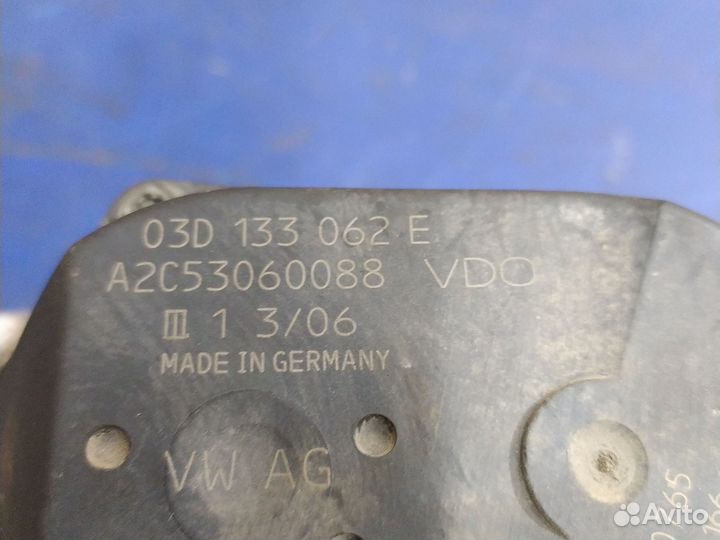 03D 133 062 E
A2C53060088 VDO
III 1 3/06
MADE IN GERMANY
VW AG
Avito